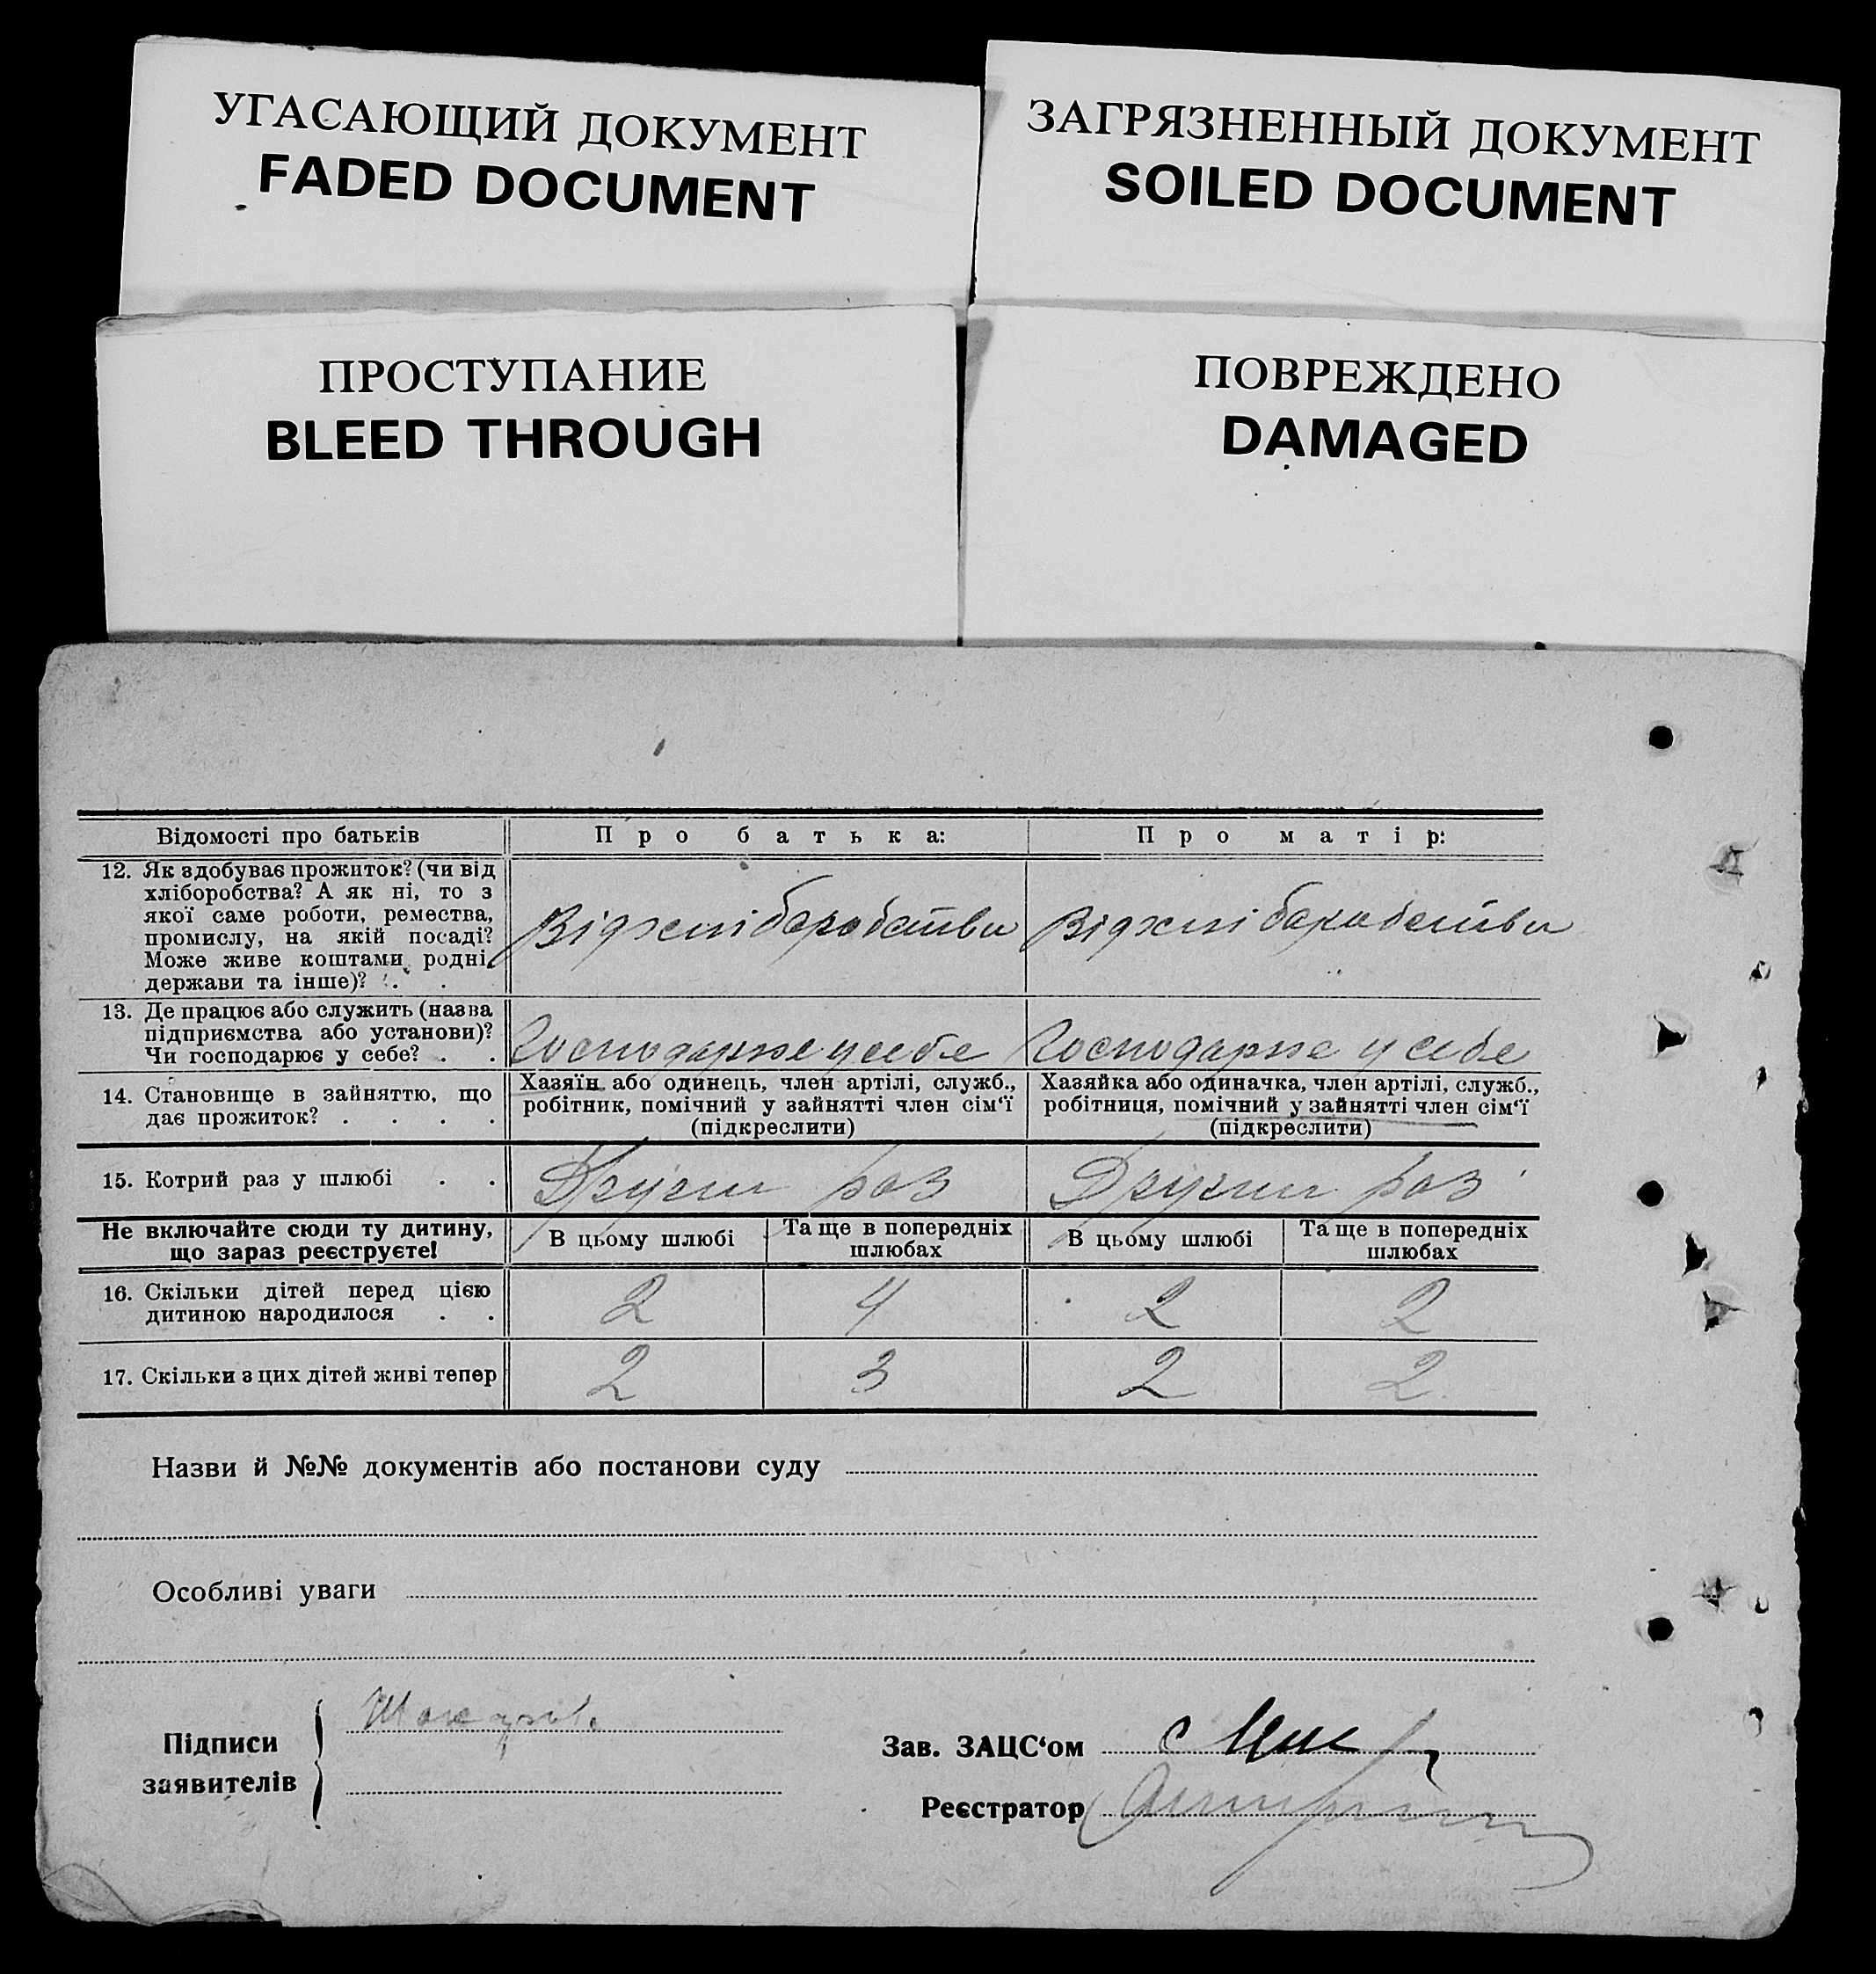 УГАСАЮЩИЙ ДОКУМЕНТ
FADED DOCUMENT
ЗАГРЯЗНЕННЫЙ ДОКУМЕНТ
SOILED DOCUMENT
ПРОСТУПАНИЕ
BLEED THROUGH
ПОВРЕЖДЕНО
DAMAGED
Відомості про батьків
Про батька:
Про матір:
12. Як здобуває прожиток? (чи від
хліборобства? А як ні, то з
якої саме роботи, ремества,
промислу, на якій посаді?
Може живе коштами родні,
держави та інше)? . .
Від хліборобства
Від хліборобства
13. Де працює або служить (назва
підприємства або установи)?
Чи господарює у себе? . .
Господарює у себе
Господарює у себе
14. Становище в зайняттю, що
дає прожиток? . . . .
Хазяїн або одинець, член артілі, служб.,
робітник, помічний у зайнятті член сім‘ї
(підкреслити)
Хазяйка або одиначка, член артілі, служб.,
робітниця, помічний у зайнятті член сім‘ї
(підкреслити)
15. Котрий раз у шлюбі . .
Другий раз
Другий раз
Не включайте сюди ту дитину,
що зараз реєструєте!
В цьому шлюбі
Та ще в попередніх
шлюбах
В цьому шлюбі
Та ще в попередніх
шлюбах
16. Скільки дітей перед цією
дитиною народилося . .
2 4 2 2
17. Скільки з цих дітей живі тепер
2 3 2 2
Назви й №№ документів або постанови суду
Особливі уваги
Підписи
заявителів
Зав. ЗАЦС‘ом
Реєстратор